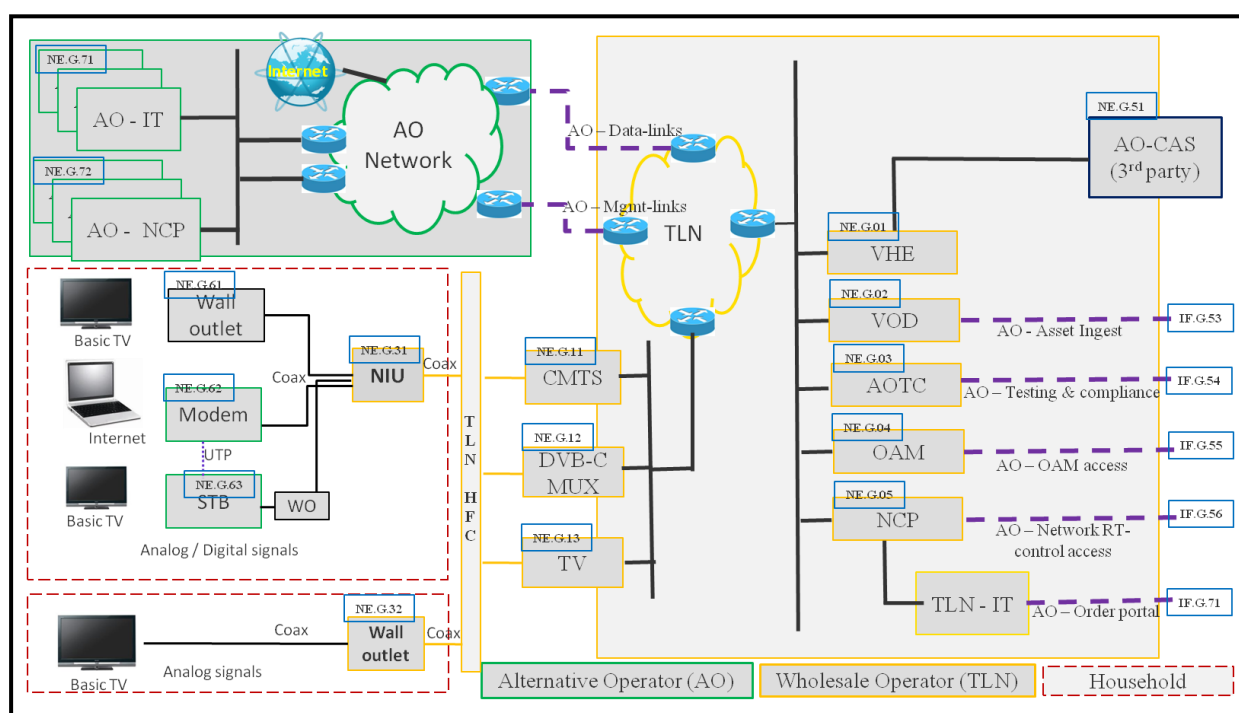 NE.G.71
AO - IT
NE.G.72
AO - NCP
Internet
AO
Network
AO – Data-links
AO – Mgmt-links
TLN
NE.G.51
AO-CAS
(3rd party)
NE.G.01
VHE
NE.G.02
VOD
AO - Asset Ingest
IF.G.53
NE.G.03
AOTC
AO – Testing & compliance
IF.G.54
NE.G.04
OAM
AO – OAM access
IF.G.55
NE.G.05
NCP
AO – Network RT-
control access
IF.G.56
TLN - IT
AO – Order portal
IF.G.71
Basic TV
NE.G.61
Wall
outlet
Internet
NE.G.62
Modem
Coax
UTP
NE.G.31
NIU
Coax
Basic TV
NE.G.63
STB
WO
Analog / Digital signals
TLN HFC
NE.G.11
CMTS
NE.G.12
DVB-C
MUX
NE.G.13
TV
Basic TV
Coax
Analog signals
NE.G.32
Wall
outlet
Coax
Alternative Operator (AO)
Wholesale Operator (TLN)
Household